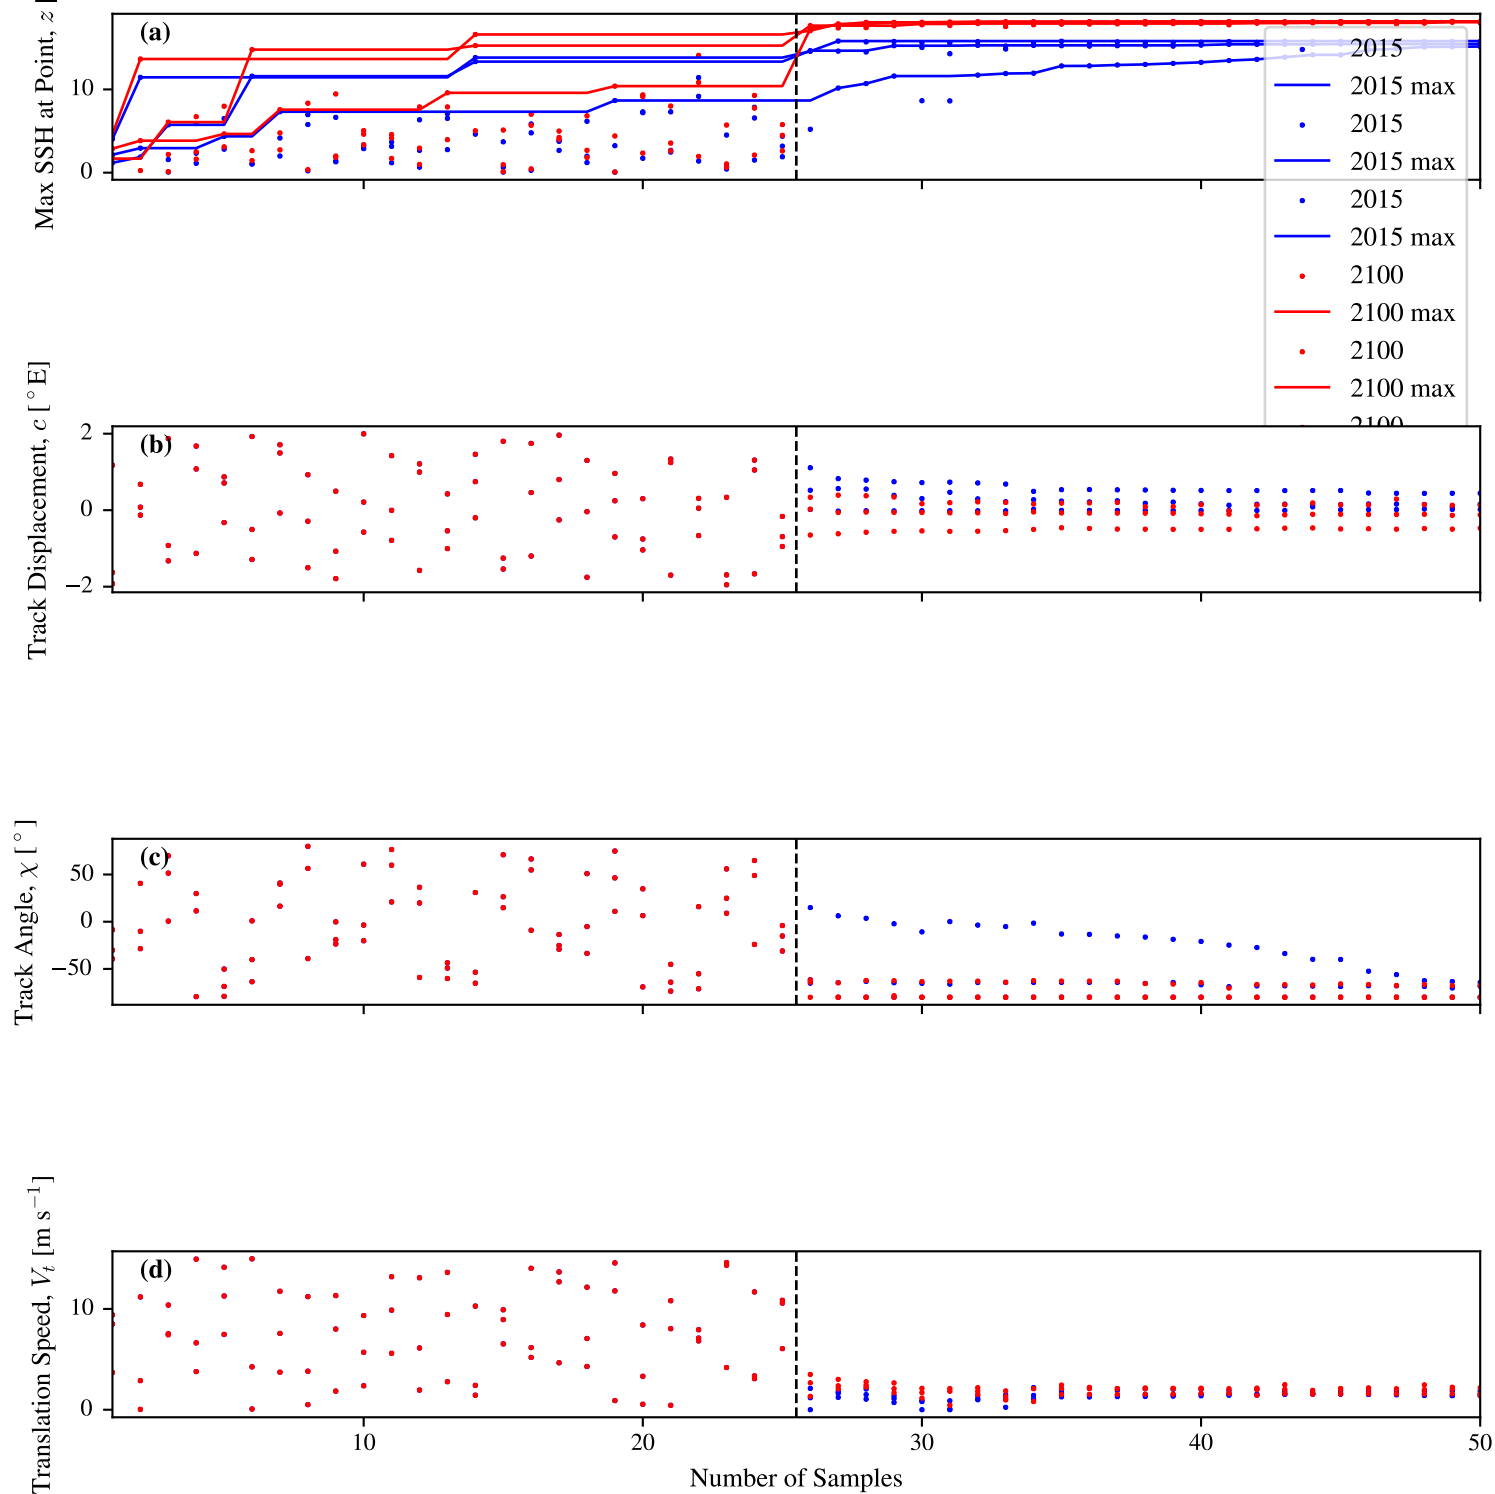 Max SSH at Point, z [
(a)
10
0
2015
2015 max
2015
2015 max
2015
2015 max
2100
2100 max
2100
2100 max
2100
Track Displacement, c [°E]
(b)
2
0
−2
Track Angle, χ [°]
(c)
50
0
−50
Translation Speed, V_t [m s⁻¹]
(d)
10
0
10 20 30 40 50
Number of Samples